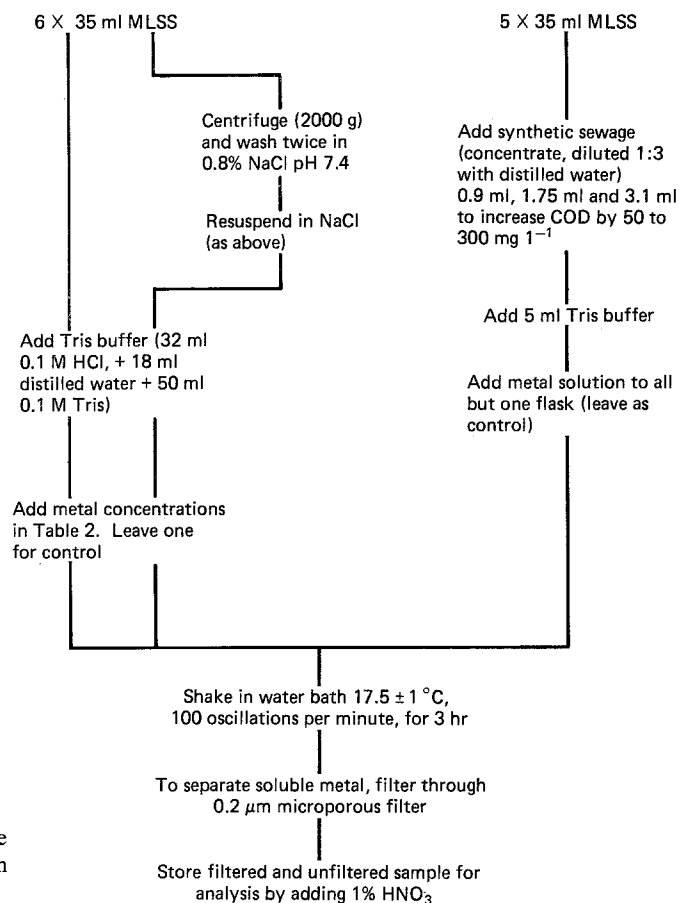 6 X 35 ml MLSS
5 X 35 ml MLSS
Centrifuge (2000 g)
and wash twice in
0.8% NaCl pH 7.4
Resuspend in NaCl
(as above)
Add Tris buffer (32 ml
0.1 M HCl, + 18 ml
distilled water + 50 ml
0.1 M Tris)
Add metal concentrations
in Table 2. Leave one
for control
Add synthetic sewage
(concentrate, diluted 1:3
with distilled water)
0.9 ml, 1.75 ml and 3.1 ml
to increase COD by 50 to
300 mg 1⁻¹
Add 5 ml Tris buffer
Add metal solution to all
but one flask (leave as
control)
Shake in water bath 17.5 ± 1 °C,
100 oscillations per minute, for 3 hr
To separate soluble metal, filter through
0.2 μm microporous filter
Store filtered and unfiltered sample for
analysis by adding 1% HNO₃